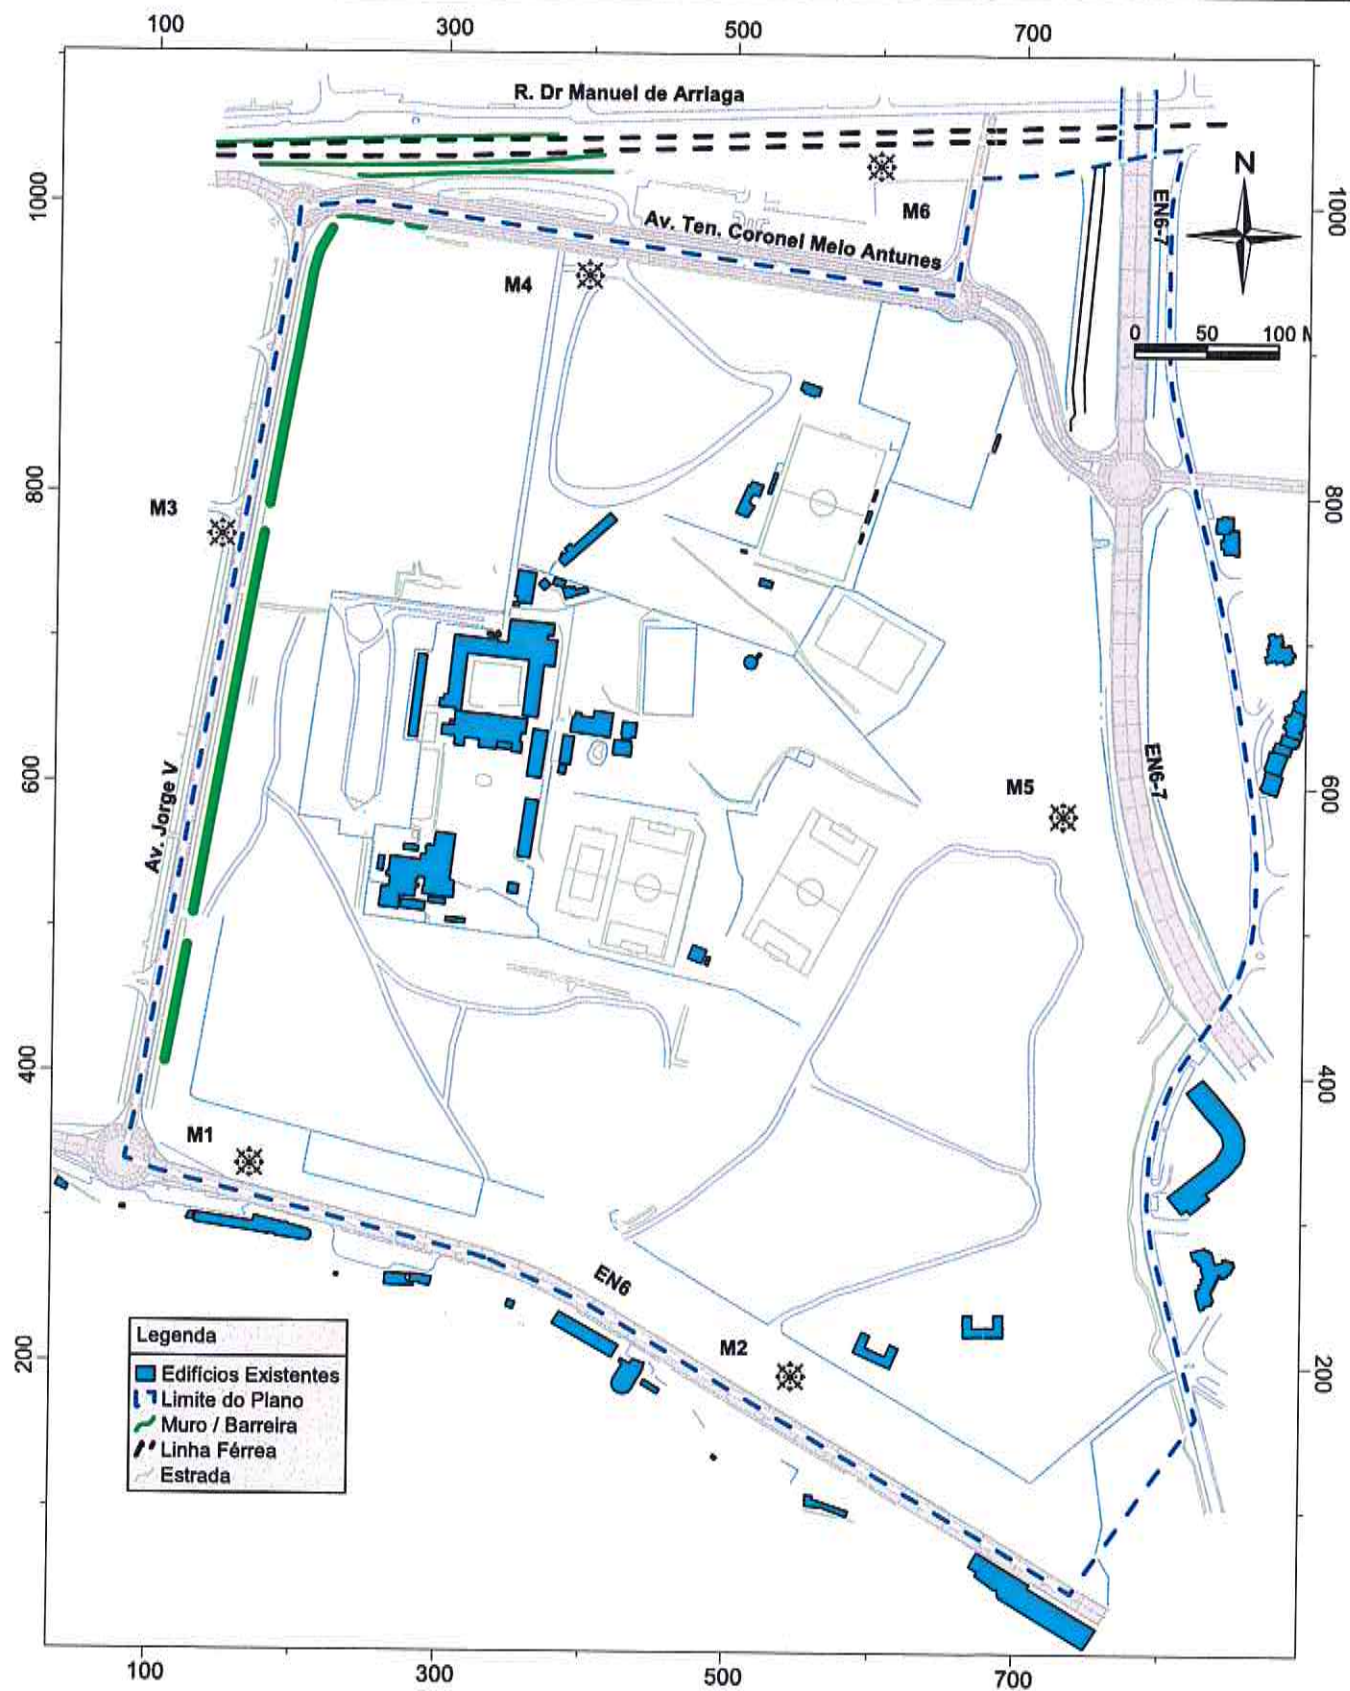 100 300 500 700
R. Dr Manuel de Arriaga
1000
N
1000
M6
EN6-7
Av. Ten. Coronel Melo Antunes
M4
0 50 100 M
800
M3
800
600
M5
EN6-7
600
Av. Jorge V
400
400
M1
EN6
M2
200
200
Legenda
Edifícios Existentes
Limite do Plano
Muro / Barreira
Linha Férrea
Estrada
100 300 500 700